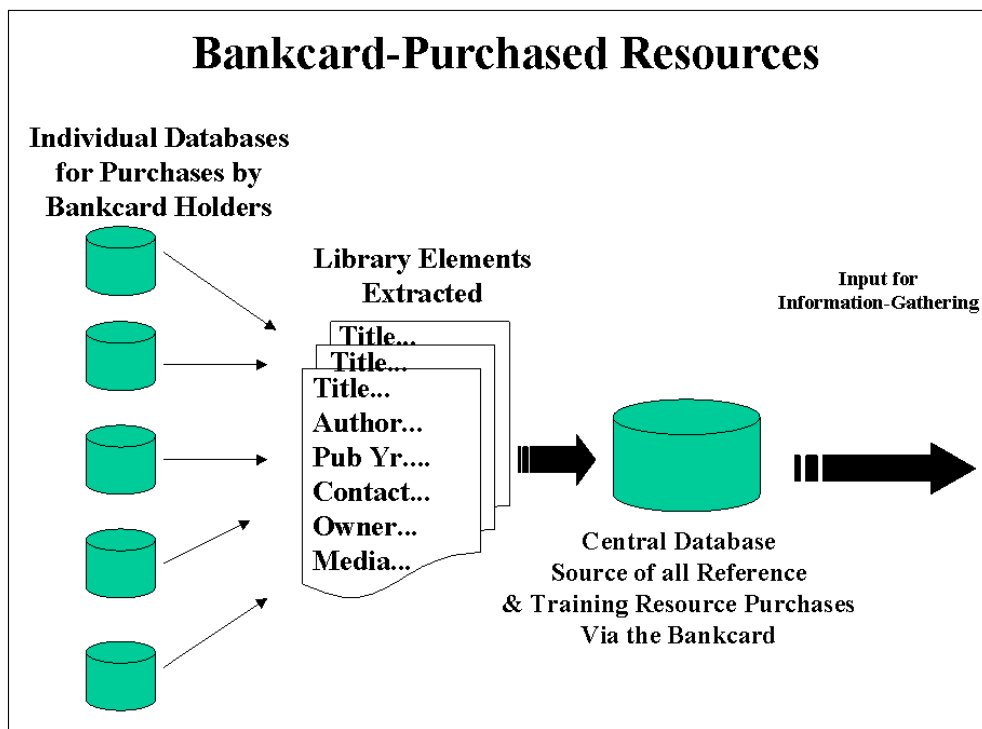 Bankcard-Purchased Resources
Individual Databases
for Purchases by
Bankcard Holders
Library Elements
Extracted
Title...
Title...
Title...
Author...
Pub Yr....
Contact...
Owner...
Media...
Central Database
Source of all Reference
& Training Resource Purchases
Via the Bankcard
Input for
Information-Gathering